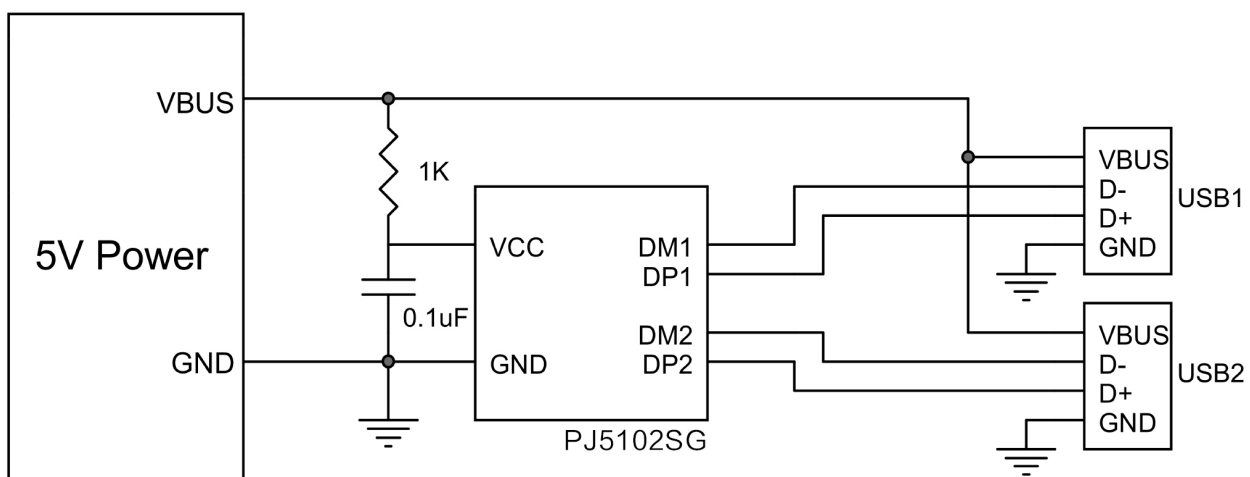 VBUS
1K
5V Power
0.1uF
GND
VCC
GND
DM1
DP1
DM2
DP2
PJ5102SG
VBUS
D-
D+
GND
USB1
VBUS
D-
D+
GND
USB2